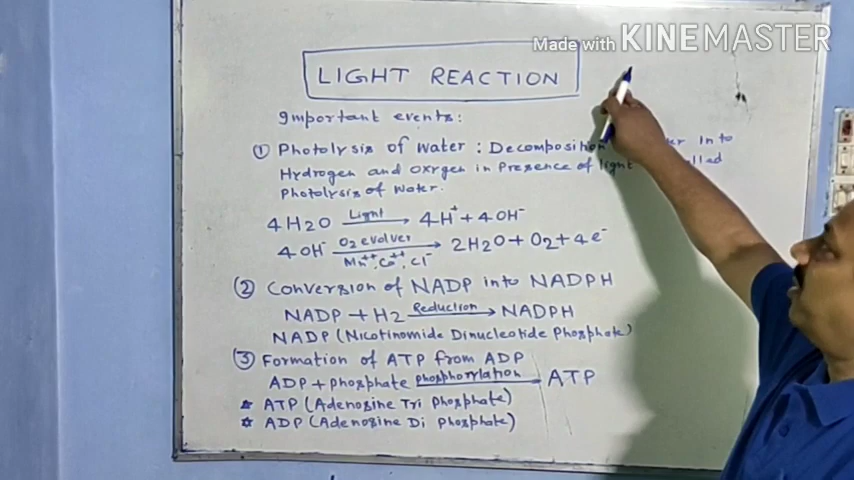 Made with KINEMASTER
LIGHT REACTION
Important events:
① Photolysis of Water : Decomposition into
Hydrogen and Oxygen in Presence of light
Photolysis of Water.
4H2O Light → 4H+ + 4OH-
4OH- O2 evolver → 2H2O + O2 + 4e-
Mn++, Ca++, Cl-
② Conversion of NADP into NADPH
NADP + H2 Reduction → NADPH
NADP (Nicotinomide Dinucleotide Phosphate)
③ Formation of ATP from ADP
ADP + Phosphate Phosphorylation → ATP
☆ ATP (Adenosine Tri Phosphate)
☆ ADP (Adenosine Di Phosphate)